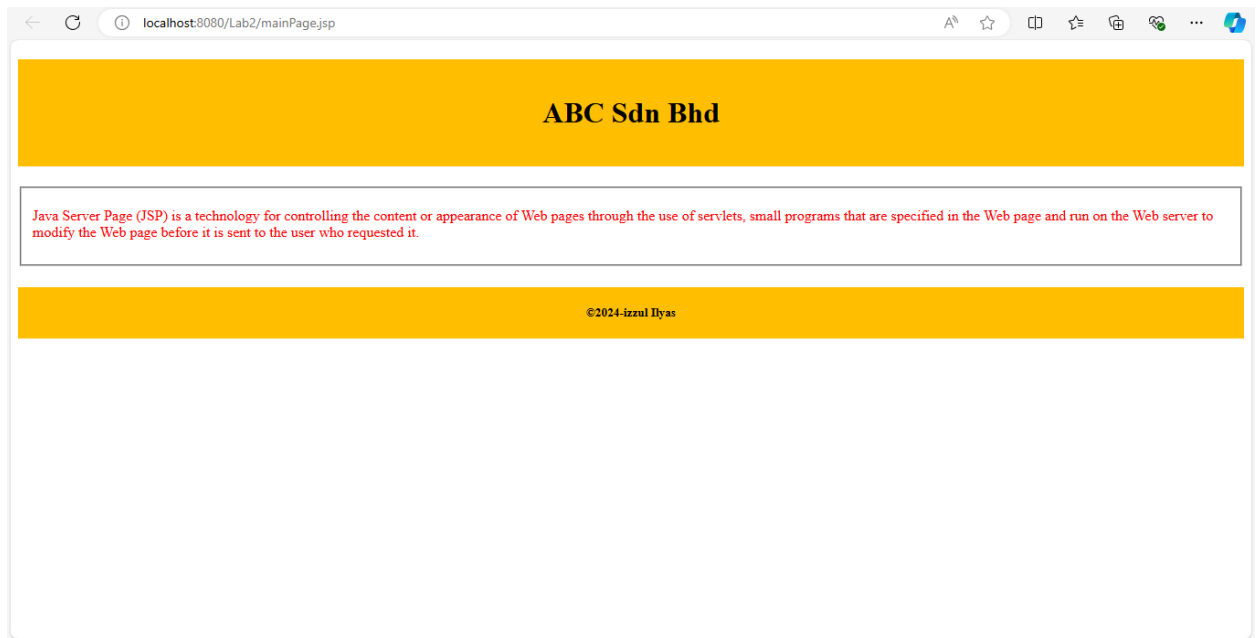 localhost:8080/Lab2/mainPage.jsp
ABC Sdn Bhd
Java Server Page (JSP) is a technology for controlling the content or appearance of Web pages through the use of servlets, small programs that are specified in the Web page and run on the Web server to
modify the Web page before it is sent to the user who requested it.
©2024-izzul Ilyas